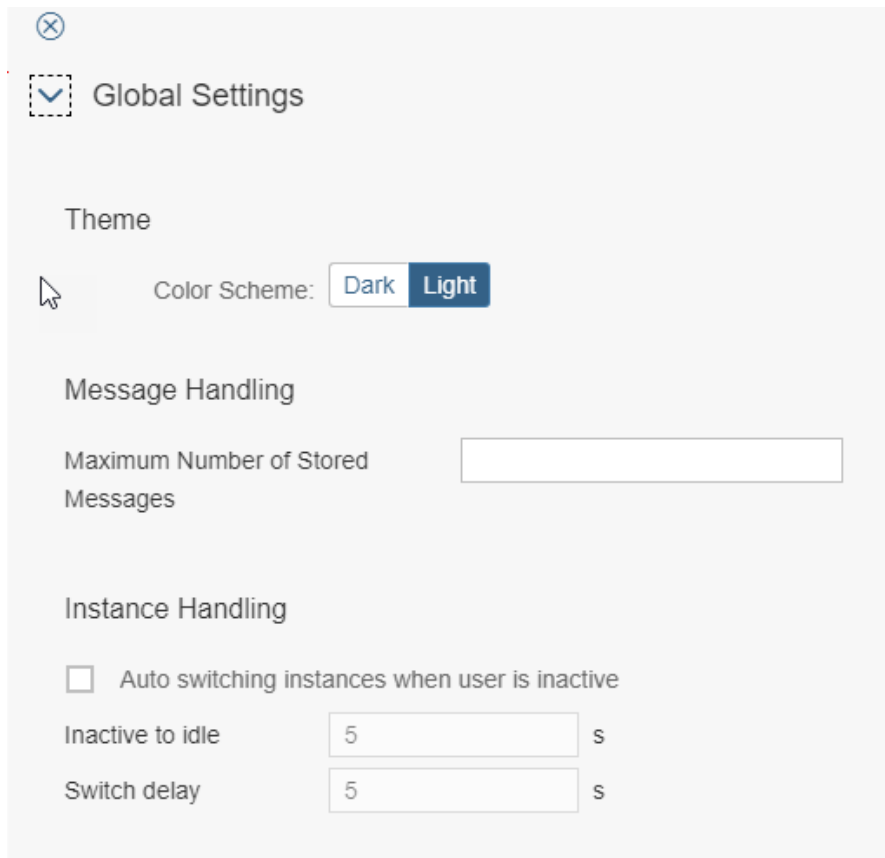 Global Settings
Theme
Color Scheme: Dark Light
Message Handling
Maximum Number of Stored
Messages
Instance Handling
Auto switching instances when user is inactive
Inactive to idle 5 s
Switch delay 5 s